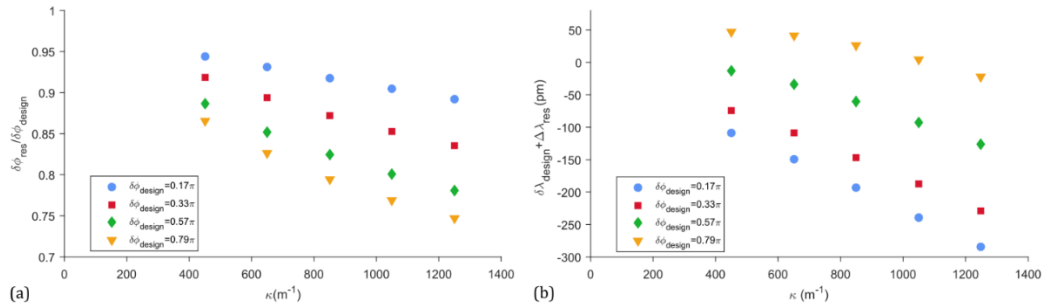 1
0.95
0.9
0.85
0.8
0.75
0.7
δϕres/δϕdesign
0 200 400 600 800 1000 1200 1400
κ(m-1)
δϕdesign=0.17π
δϕdesign=0.33π
δϕdesign=0.57π
δϕdesign=0.79π
(a)
50
0
-50
-100
-150
-200
-250
-300
δλdesign+Δλres(pm)
0 200 400 600 800 1000 1200 1400
κ (m-1)
δϕdesign=0.17π
δϕdesign=0.33π
δϕdesign=0.57π
δϕdesign=0.79π
(b)